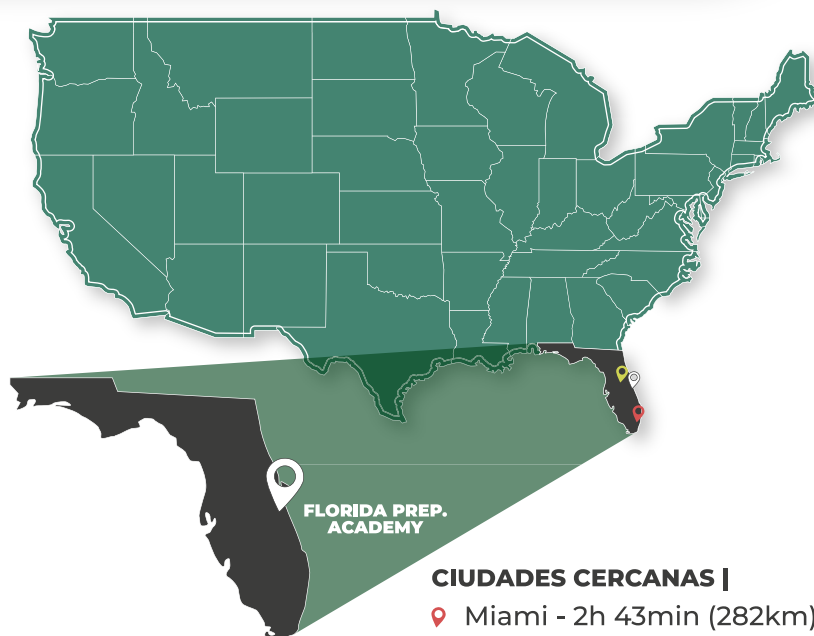 FLORIDA PREP.
ACADEMY
CIUDADES CERCANAS |
Miami - 2h 43min (282km)